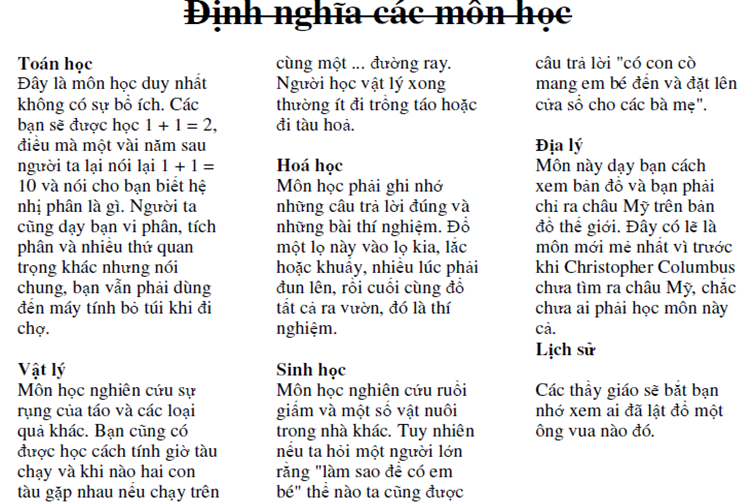 Định nghĩa các môn học
Toán học
Đây là môn học duy nhất
không có sự bổ ích. Các
bạn sẽ được học 1 + 1 = 2,
điều mà một vài năm sau
người ta lại nói lại 1 + 1 =
10 và nói cho bạn biết hệ
nhị phân là gì. Người ta
cũng dạy bạn vi phân, tích
phân và nhiều thứ quan
trọng khác nhưng nói
chung, bạn vẫn phải dùng
đến máy tính bỏ túi khi đi
chợ.
Vật lý
Môn học nghiên cứu sự
rụng của táo và các loại
quả khác. Bạn cũng có
được học cách tính giờ tàu
chạy và khi nào hai con
tàu gặp nhau nếu chạy trên
cùng một ... đường ray.
Người học vật lý xong
thường ít đi trồng táo hoặc
đi tàu hoả.
Hoá học
Môn học phải ghi nhớ
những câu trả lời đúng và
những bài thí nghiệm. Đổ
một lọ này vào lọ kia, lắc
hoặc khuấy, nhiều lúc phải
đun lên, rồi cuối cùng đổ
tất cả ra vườn, đó là thí
nghiệm.
Sinh học
Môn học nghiên cứu ruồi
giấm và một số vật nuôi
trong nhà khác. Tuy nhiên
nếu ta hỏi một người lớn
rằng "làm sao để có em
bé" thể nào ta cũng được
câu trả lời "có con cò
mang em bé đến và đặt lên
cửa sổ cho các bà mẹ".
Địa lý
Môn này dạy bạn cách
xem bản đồ và bạn phải
chỉ ra châu Mỹ trên bản
đồ thế giới. Đây có lẽ là
môn mới mẻ nhất vì trước
khi Christopher Columbus
chưa tìm ra châu Mỹ, chắc
chưa ai phải học môn này
cả.
Lịch sử
Các thầy giáo sẽ bắt bạn
nhớ xem ai đã lật đổ một
ông vua nào đó.